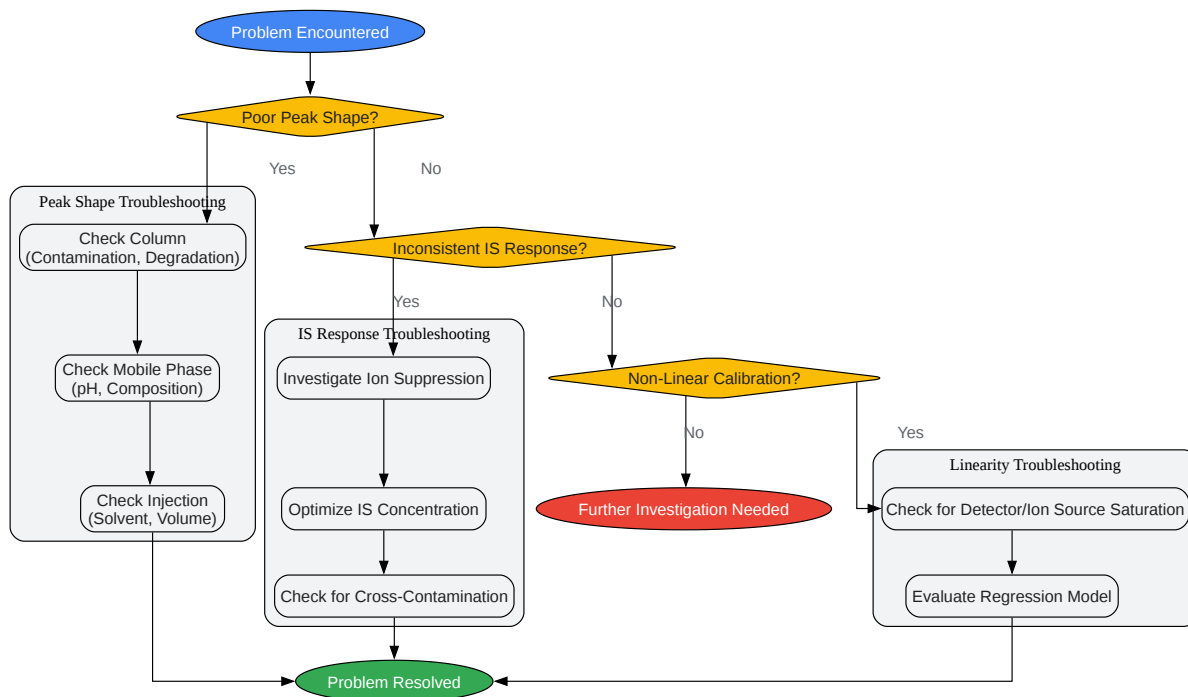 Problem Encountered
Poor Peak Shape?
Yes
No
Peak Shape Troubleshooting
Check Column
(Contamination, Degradation)
Check Mobile Phase
(pH, Composition)
Check Injection
(Solvent, Volume)
Inconsistent IS Response?
Yes
No
IS Response Troubleshooting
Investigate Ion Suppression
Optimize IS Concentration
Check for Cross-Contamination
Non-Linear Calibration?
No
Yes
Further Investigation Needed
Linearity Troubleshooting
Check for Detector/Ion Source Saturation
Evaluate Regression Model
Problem Resolved